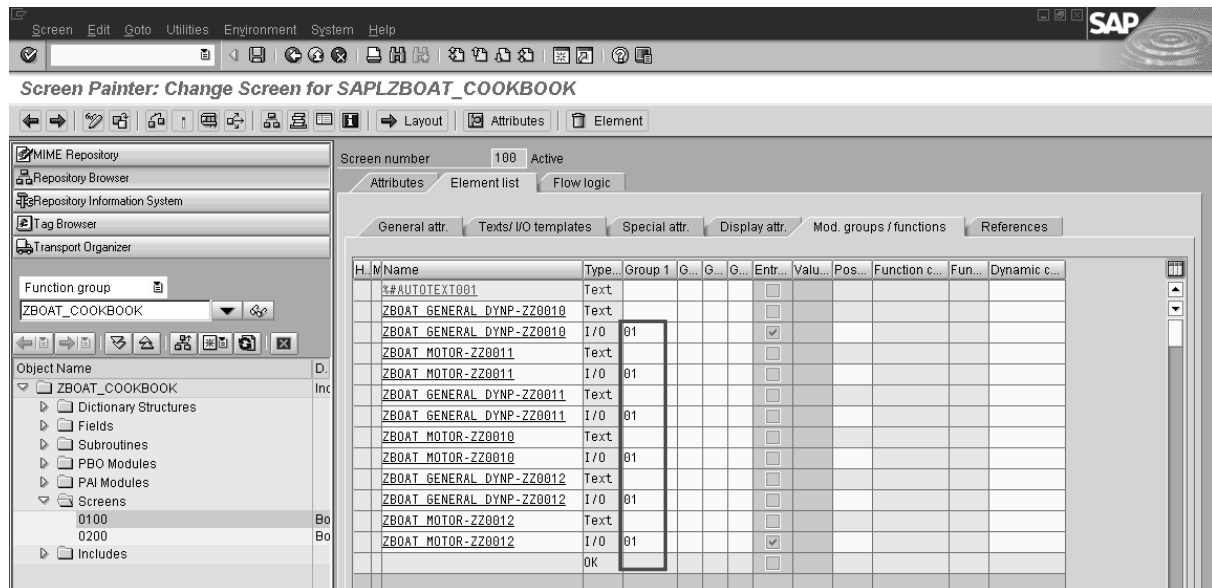 Screen Edit Goto Utilities Environment System Help
SAP
Screen Painter: Change Screen for SAPLZBOAT_COOKBOOK
Layout Attributes Element
MIME Repository
Repository Browser
Repository Information System
Tag Browser
Transport Organizer
Function group
ZBOAT_COOKBOOK
Object Name D.
ZBOAT_COOKBOOK Inc
Dictionary Structures
Fields
Subroutines
PBO Modules
PAI Modules
Screens
0100 Bo
0200 Bo
Includes
Screen number 100 Active
Attributes Element list Flow logic
General attr. Texts/ I/O templates Special attr. Display attr. Mod. groups / functions References
H.. M Name Type... Group 1 G... G... G... Entr... Valu... Pos... Function c... Fun... Dynamic c...
%#AUTOTEXT001 Text
ZBOAT_GENERAL_DYNP-ZZ0010 Text
ZBOAT_GENERAL_DYNP-ZZ0010 I/O 01
ZBOAT_MOTOR-ZZ0011 Text
ZBOAT_MOTOR-ZZ0011 I/O 01
ZBOAT_GENERAL_DYNP-ZZ0011 Text
ZBOAT_GENERAL_DYNP-ZZ0011 I/O 01
ZBOAT_MOTOR-ZZ0010 Text
ZBOAT_MOTOR-ZZ0010 I/O 01
ZBOAT_GENERAL_DYNP-ZZ0012 Text
ZBOAT_GENERAL_DYNP-ZZ0012 I/O 01
ZBOAT_MOTOR-ZZ0012 Text
ZBOAT_MOTOR-ZZ0012 I/O 01
OK